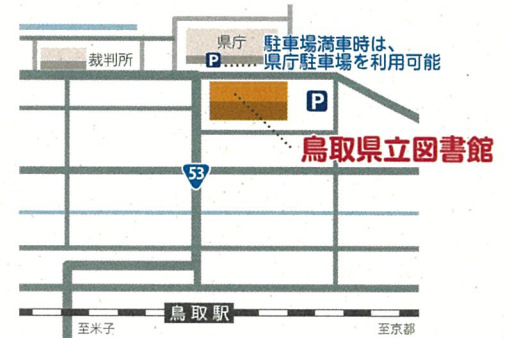 県庁
P
駐車場満車時は、
県庁駐車場を利用可能
裁判所
P
鳥取県立図書館
53
鳥取駅
至米子
至京都